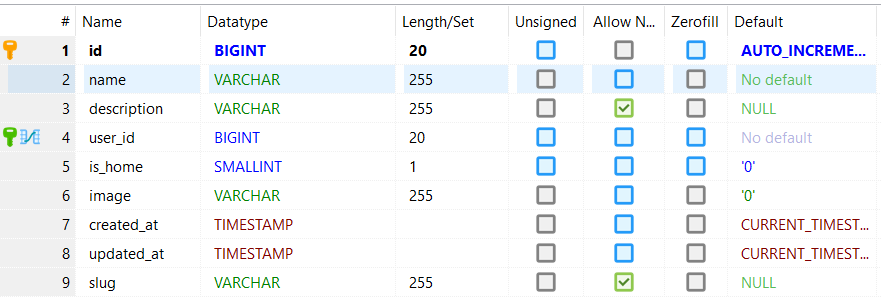 # Name Datatype Length/Set Unsigned Allow N... Zerofill Default
1 id BIGINT 20 AUTO_INCREME...
2 name VARCHAR 255 No default
3 description VARCHAR 255 NULL
4 user_id BIGINT 20 No default
5 is_home SMALLINT 1 '0'
6 image VARCHAR 255 '0'
7 created_at TIMESTAMP CURRENT_TIMEST...
8 updated_at TIMESTAMP CURRENT_TIMEST...
9 slug VARCHAR 255 NULL